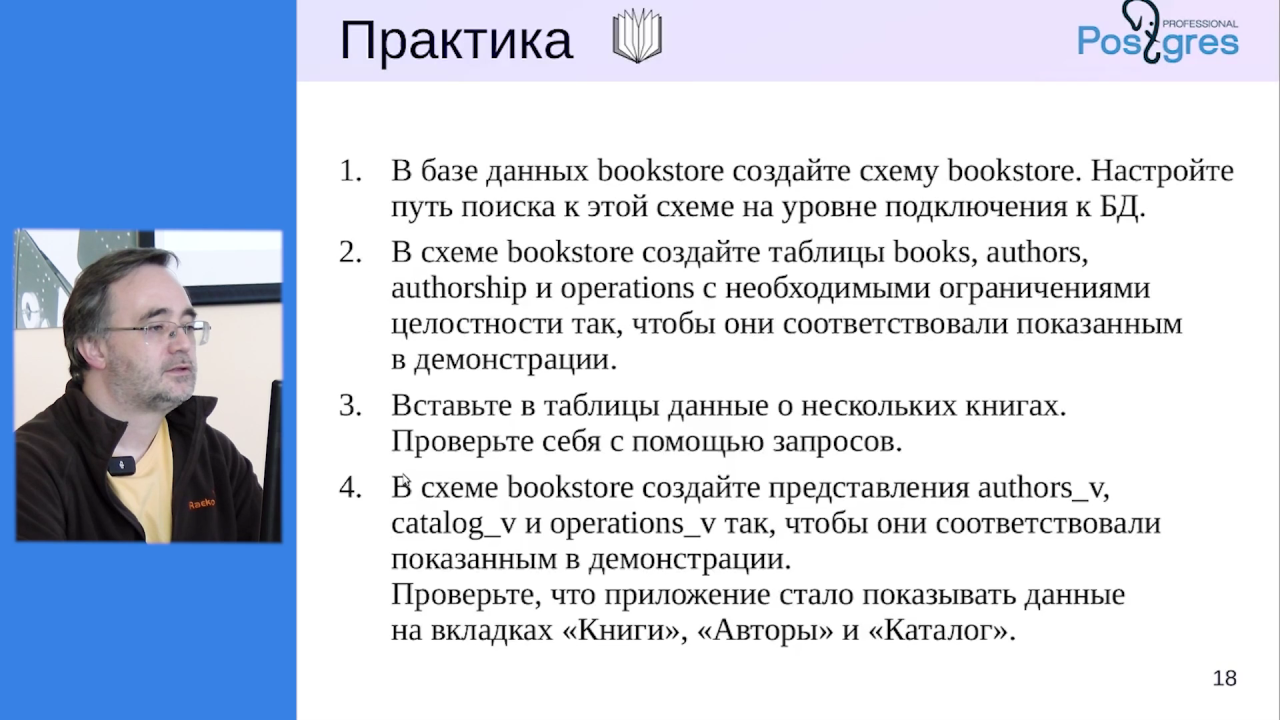 Практика
PROFESSIONAL
Postgres
1. В базе данных bookstore создайте схему bookstore. Настройте
путь поиска к этой схеме на уровне подключения к БД.
2. В схеме bookstore создайте таблицы books, authors,
authorship и operations с необходимыми ограничениями
целостности так, чтобы они соответствовали показанным
в демонстрации.
3. Вставьте в таблицы данные о нескольких книгах.
Проверьте себя с помощью запросов.
4. В схеме bookstore создайте представления authors_v,
catalog_v и operations_v так, чтобы они соответствовали
показанным в демонстрации.
Проверьте, что приложение стало показывать данные
на вкладках «Книги», «Авторы» и «Каталог».
18